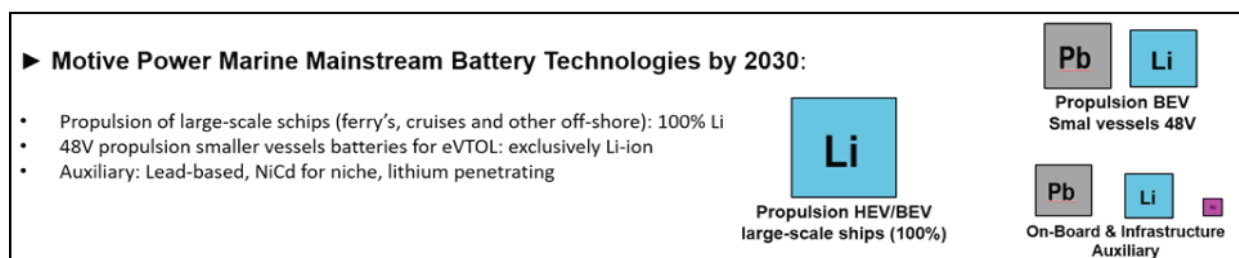 ► Motive Power Marine Mainstream Battery Technologies by 2030:
• Propulsion of large-scale schips (ferry's, cruises and other off-shore): 100% Li
• 48V propulsion smaller vessels batteries for eVTOL: exclusively Li-ion
• Auxiliary: Lead-based, NiCd for niche, lithium penetrating
Li
Propulsion HEV/BEV
large-scale ships (100%)
Pb Li
Propulsion BEV
Smal vessels 48V
Pb Li
On-Board & Infrastructure
Auxiliary